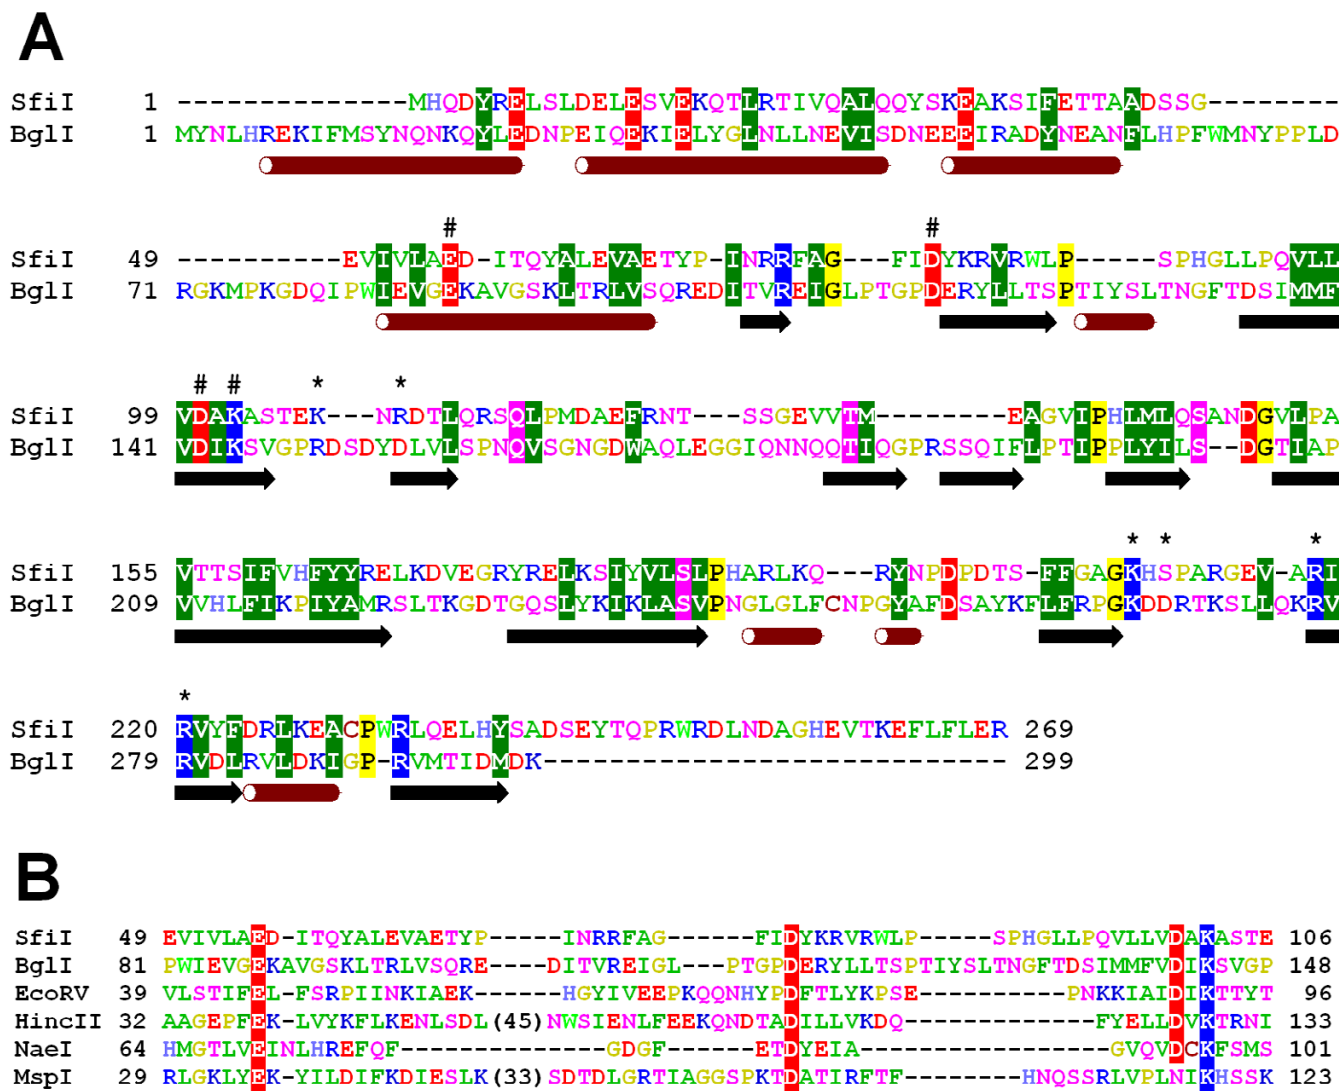 A
SfiI 1 --------------MHQDYRELSLDELESVEKQTLRTIVQALQQYSKEAKSIFETTAADSSG--------
BglI 1 MYNLHREKIFMSYNQNKQYLEDNPEIQEKIELYGLNLLNEVISDNEEEIRADYNEANFLHPFWMNYPPLD
# #
SfiI 49 ----------EVIVLAED-ITQYALEVAETYP-INRRFAG---FIDYKRVRWLP-----SPHGLLPQVLL
BglI 71 RGKMPKGDQIPWIEVGEKAVGSKLTRLVSQREDITVREIGLPTGPDERYLLTSPTIYSLTNGFTDSIMMF
# # * *
SfiI 99 VDAKASTEK---NRDTLQRSQLPMDAEFRNT---SSGEVVTM--------EAGVIPHLMLQSANDGVLPA
BglI 141 VDIKSVGPRDSDYDLVLSPNQVSGNGDWAQLEGGIQNNQQTIQGPRSSQIFLPTIPPLYILS--DGTIAP
* * *
SfiI 155 VTTSIFVHFYYRELKDVEGRYRELKSIYVLSLPHARLKQ---RYNPDPDTS-FFGAGKHSPARGEV-ARI
BglI 209 VVHLFIKPIYAMRSLTKGDTGQSLYKIKLASVPNGLGLFCNPGYAFDSAYKFLFRPGKDDRTKSLLQKRV
*
SfiI 220 RVYFDRLKEACPWRLQELHYSADSEYTQPRWRDLNDAGHEVTKEFLFLER 269
BglI 279 RVDLRVLDKIGP-RVMTIDMDK---------------------------- 299
B
SfiI 49 EVIVLAED-ITQYALEVAETYP-----INRRFAG------FIDYKRVRWLP-----SPHGLLPQVLLVDAKASTE 106
BglI 81 PWIEVGEKAVGSKLTRLVSQRE----DITVREIGL---PTGPDERYLLTSPTIYSLTNGFTDSIMMFVDIKSVGP 148
EcoRV 39 VLSTIFEL-FSRPIINKIAEK------HGYIVEEPKQQNHYPDFTLYKPSE----------PNKKIAIDIKTTYT 96
HincII 32 AAGEPFEK-LVYKFLKENLSDL(45)NWSIENLFEEKQNDTADILLVKDQ-------------FYELLDVKTRNI 133
NaeI 64 HMGTLVEINLHREFQF--------------GDGF------ETDYEIA-----------------GVQVDCKFSMS 101
MspI 29 RLGKLYEK-YILDIFKDIESLK(33)SDTDLGRTIAGGSPKTDATIRFTF--------HNQSSRLVPLNIKHSSK 123